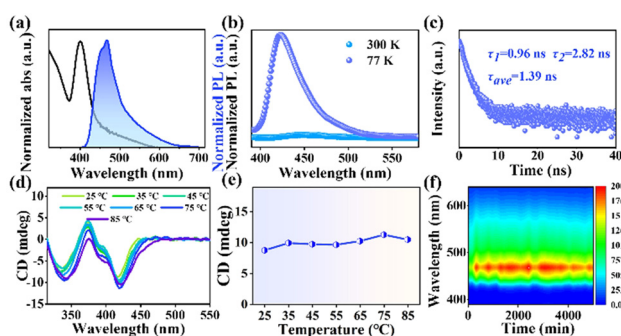 (a)
Normalized abs (a.u.)
Normalized PL (a.u.)
400 500 600 700
Wavelength (nm)
(b)
Normalized PL (a.u.)
300 K
77 K
400 450 500 550
Wavelength (nm)
(c)
Intensity (a.u.)
τ1=0.96 ns τ2=2.82 ns
τave=1.39 ns
0 10 20 30 40
Time (ns)
(d)
CD (mdeg)
10
5
0
-5
-10
-15
25 °C 35 °C 45 °C
55 °C 65 °C 75 °C
85 °C
350 400 450 500 550
Wavelength (nm)
(e)
CD (mdeg)
20
15
10
5
0
25 35 45 55 65 75 85
Temperature (°C)
(f)
Wavelength (nm)
600
500
400
0 2000 4000
Time (min)